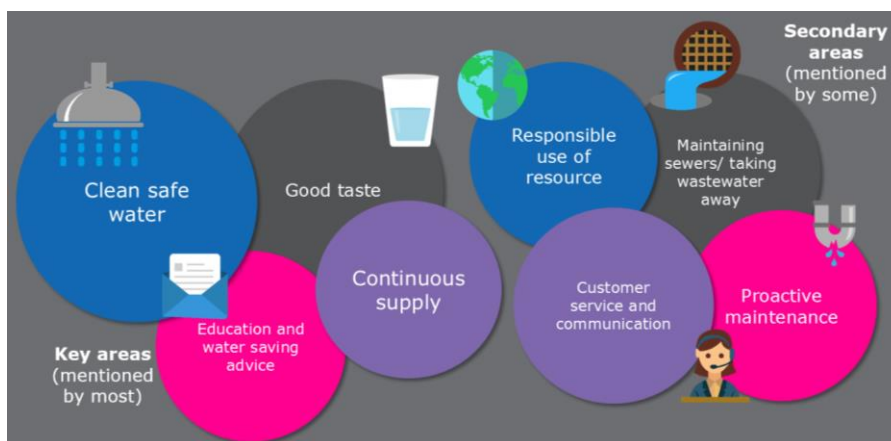 Clean safe
water
Good taste
Education and
water saving
advice
Continuous
supply
Key areas
(mentioned
by most)
Responsible
use of
resource
Maintaining
sewers/ taking
wastewater
away
Customer
service and
communication
Proactive
maintenance
Secondary
areas
(mentioned
by some)